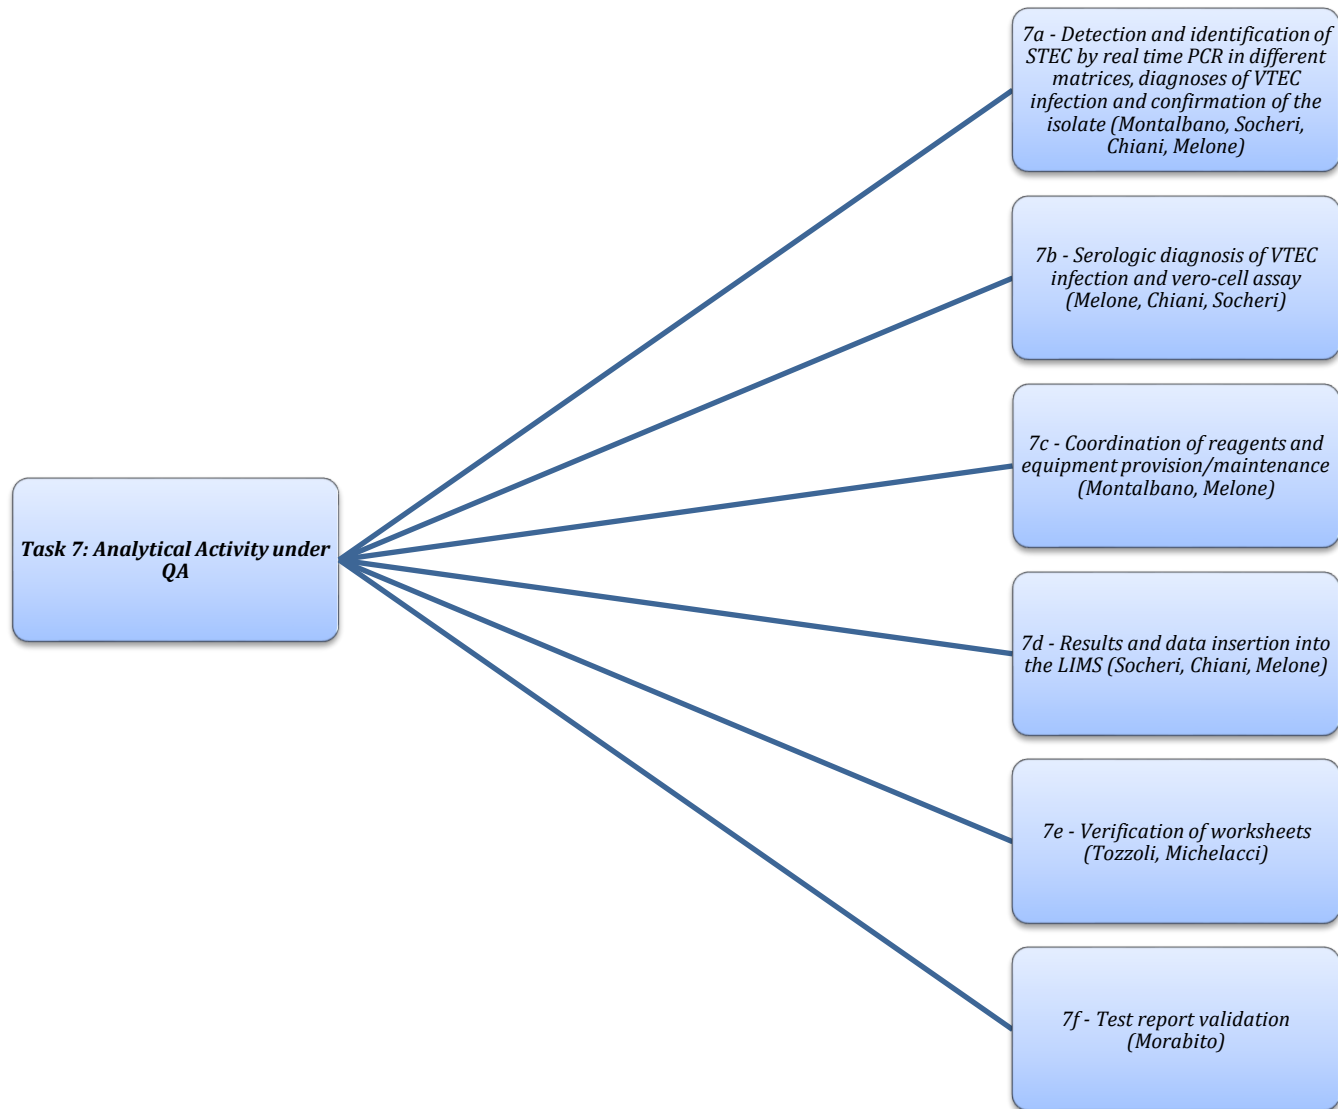 7a - Detection and identification of
STEC by real time PCR in different
matrices, diagnoses of VTEC
infection and confirmation of the
isolate (Montalbano, Socheri,
Chiani, Melone)
7b - Serologic diagnosis of VTEC
infection and vero-cell assay
(Melone, Chiani, Socheri)
7c - Coordination of reagents and
equipment provision/maintenance
(Montalbano, Melone)
Task 7: Analytical Activity under
QA
7d - Results and data insertion into
the LIMS (Socheri, Chiani, Melone)
7e - Verification of worksheets
(Tozzoli, Michelacci)
7f - Test report validation
(Morabito)